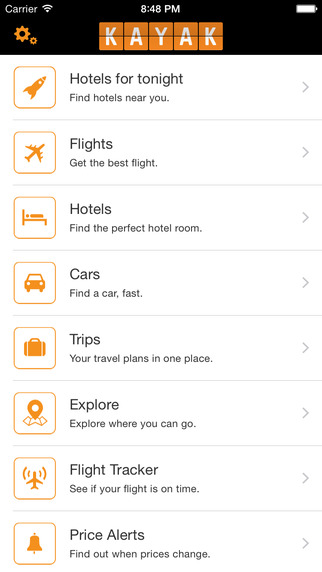 Carrier 8:48 PM
KAYAK
Hotels for tonight
Find hotels near you.
Flights
Get the best flight.
Hotels
Find the perfect hotel room.
Cars
Find a car, fast.
Trips
Your travel plans in one place.
Explore
Explore where you can go.
Flight Tracker
See if your flight is on time.
Price Alerts
Find out when prices change.